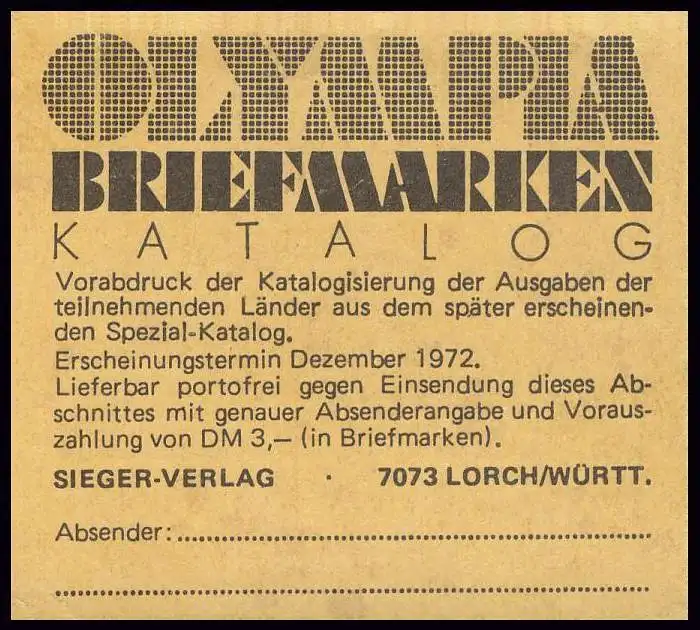 OLYMPIA
BRIEFMARKEN
KATALOG
Vorabdruck der Katalogisierung der Ausgaben der
teilnehmenden Länder aus dem später erscheinen-
den Spezial-Katalog.
Erscheinungstermin Dezember 1972.
Lieferbar portofrei gegen Einsendung dieses Ab-
schnittes mit genauer Absenderangabe und Voraus-
zahlung von DM 3,— (in Briefmarken).
SIEGER-VERLAG · 7073 LORCH/WÜRTT.
Absender: